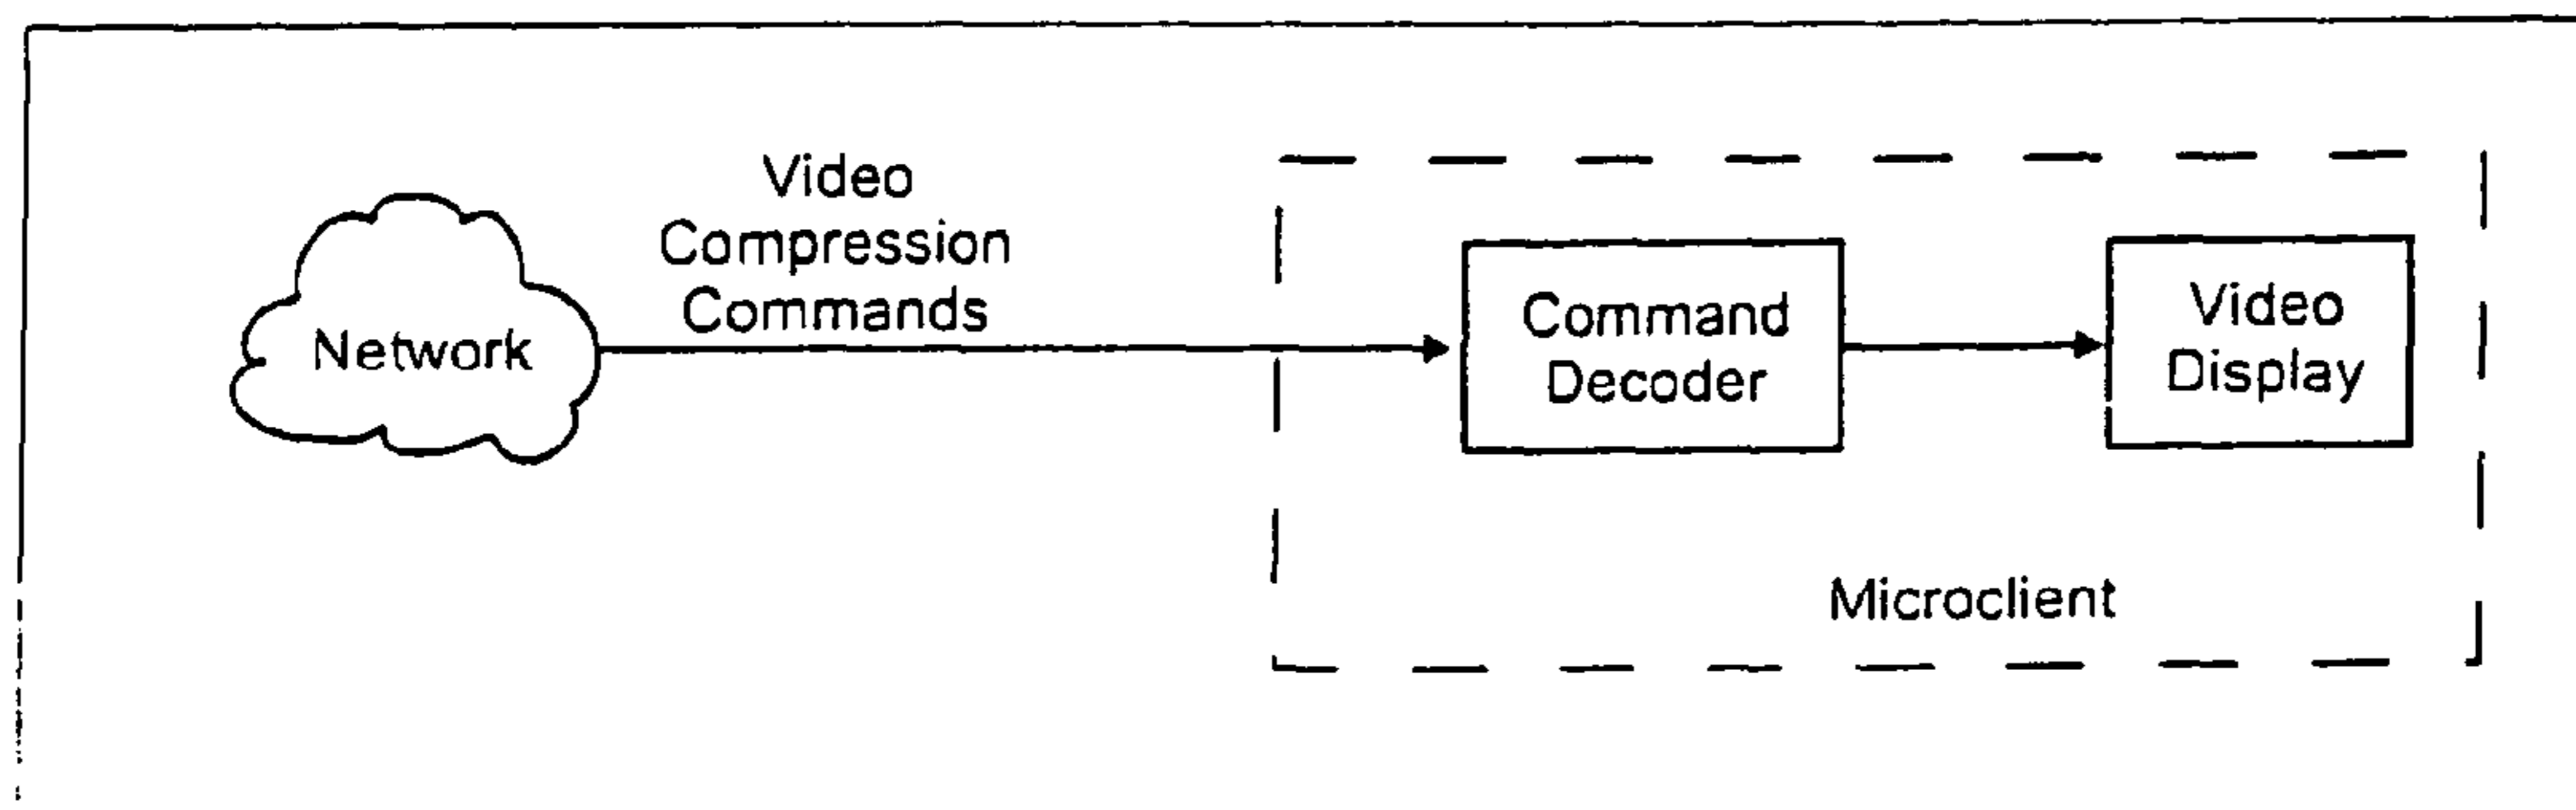 Network
Video
Compression
Commands
Command
Decoder
Video
Display
Microclient